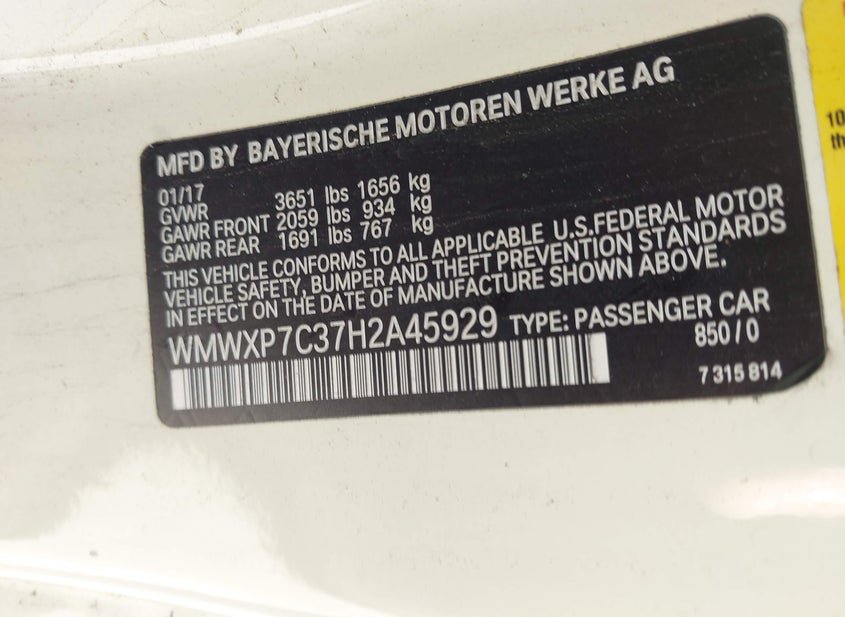 MFD BY BAYERISCHE MOTOREN WERKE AG
01/17
GVWR 3651 lbs 1656 kg
GAWR FRONT 2059 lbs 934 kg
GAWR REAR 1691 lbs 767 kg
THIS VEHICLE CONFORMS TO ALL APPLICABLE U.S.FEDERAL MOTOR
VEHICLE SAFETY, BUMPER AND THEFT PREVENTION STANDARDS
IN EFFECT ON THE DATE OF MANUFACTURE SHOWN ABOVE.
WMWXP7C37H2A45929 TYPE: PASSENGER CAR
850/0
7 315 814
10
th